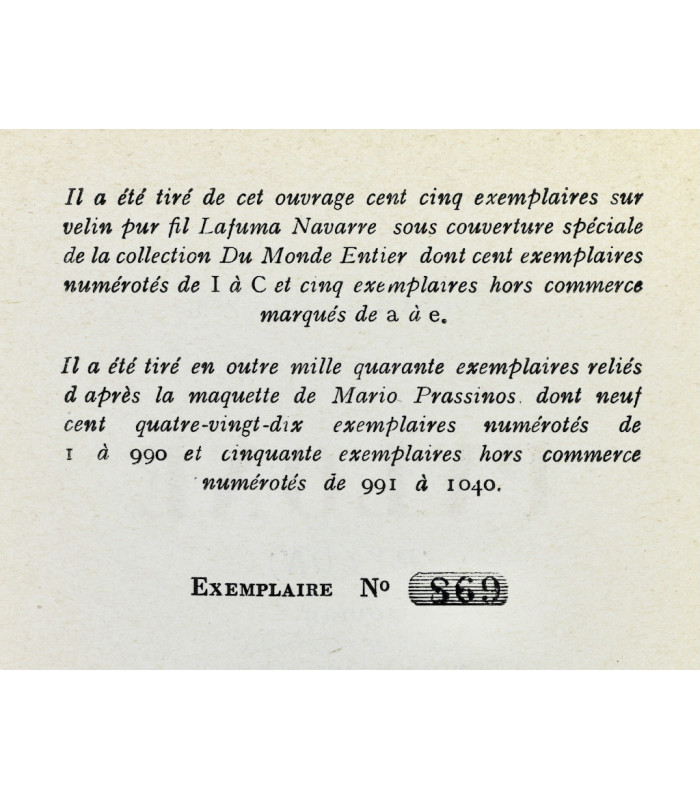 Il a été tiré de cet ouvrage cent cinq exemplaires sur
velin pur fil Lafuma Navarre sous couverture spéciale
de la collection Du Monde Entier dont cent exemplaires
numérotés de I à C et cinq exemplaires hors commerce
marqués de a à e.
Il a été tiré en outre mille quarante exemplaires reliés
d après la maquette de Mario Prassinos dont neuf
cent quatre-vingt-dix exemplaires numérotés de
1 à 990 et cinquante exemplaires hors commerce
numérotés de 991 à 1040.
EXEMPLAIRE Nº 869